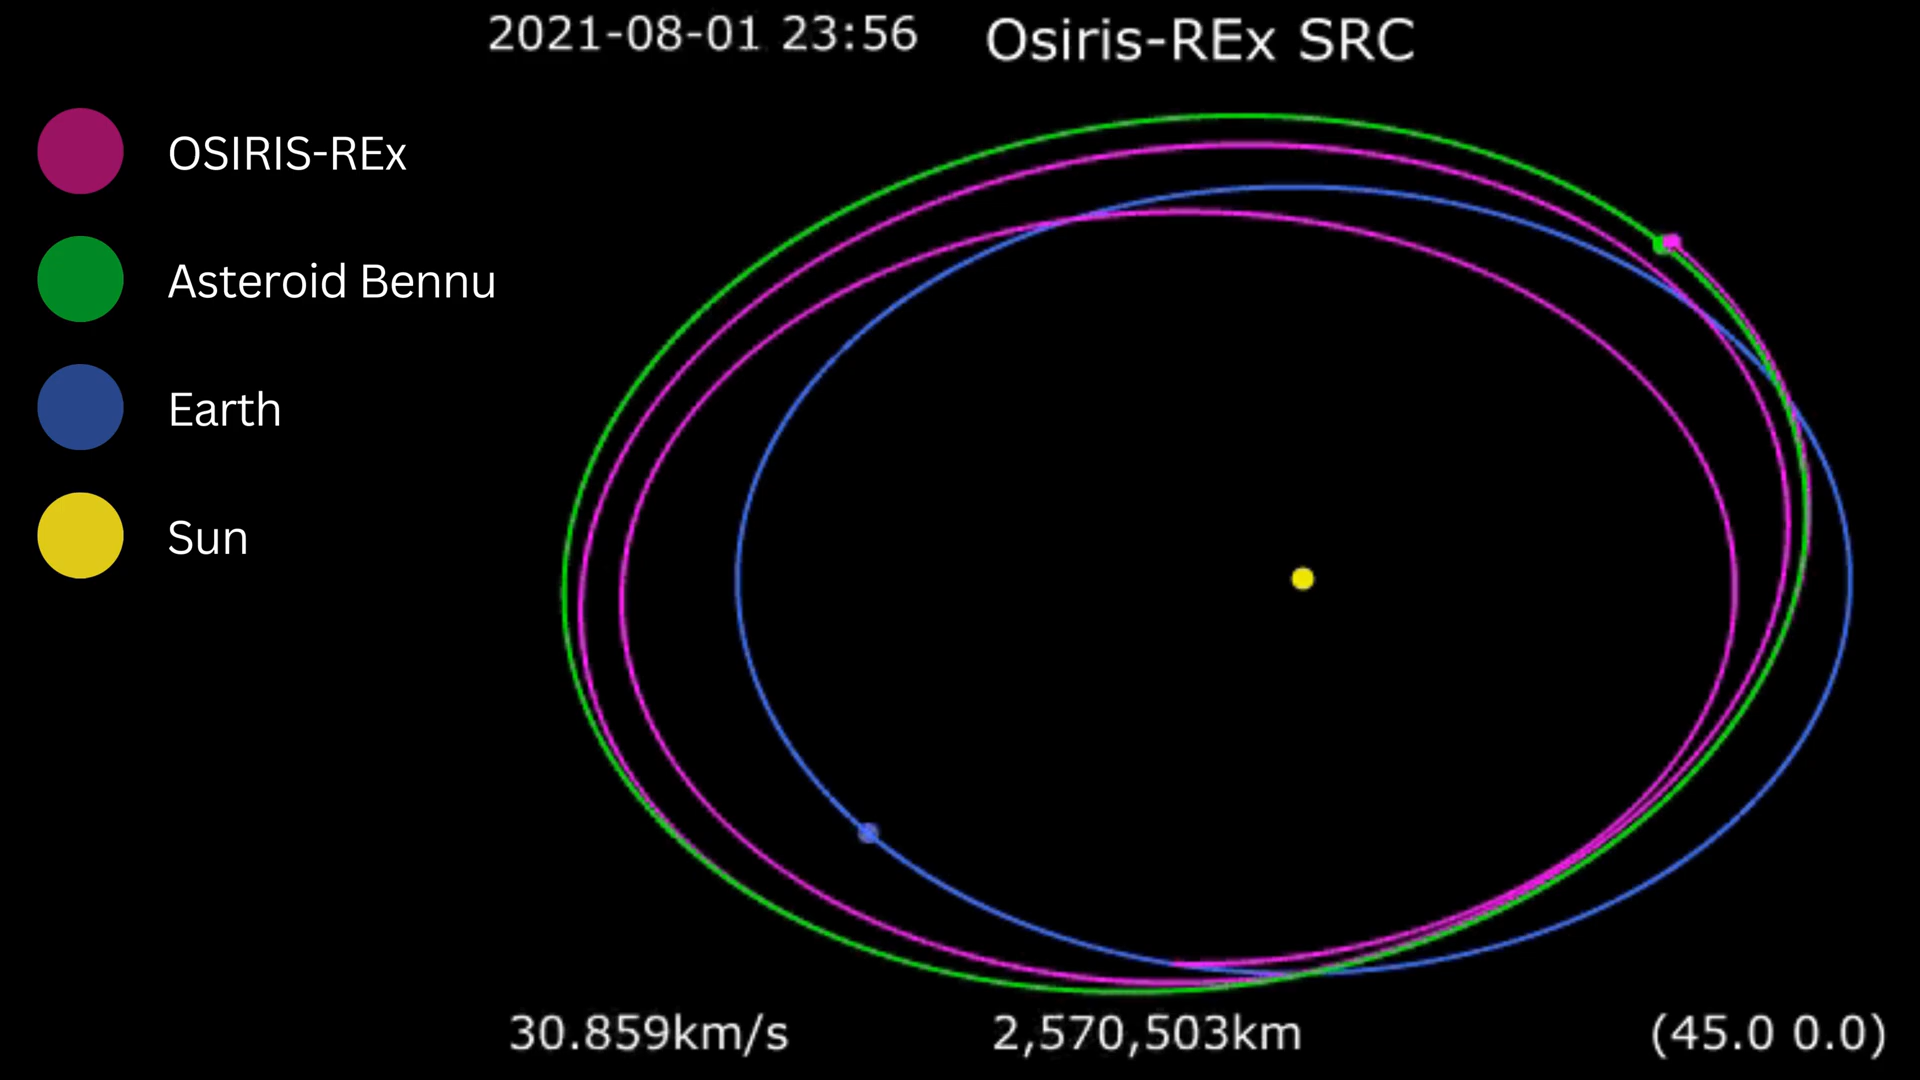 2021-08-01 23:56
Osiris-REx SRC
OSIRIS-REx
Asteroid Bennu
Earth
Sun
30.859km/s
2,570,503km
(45.0 0.0)